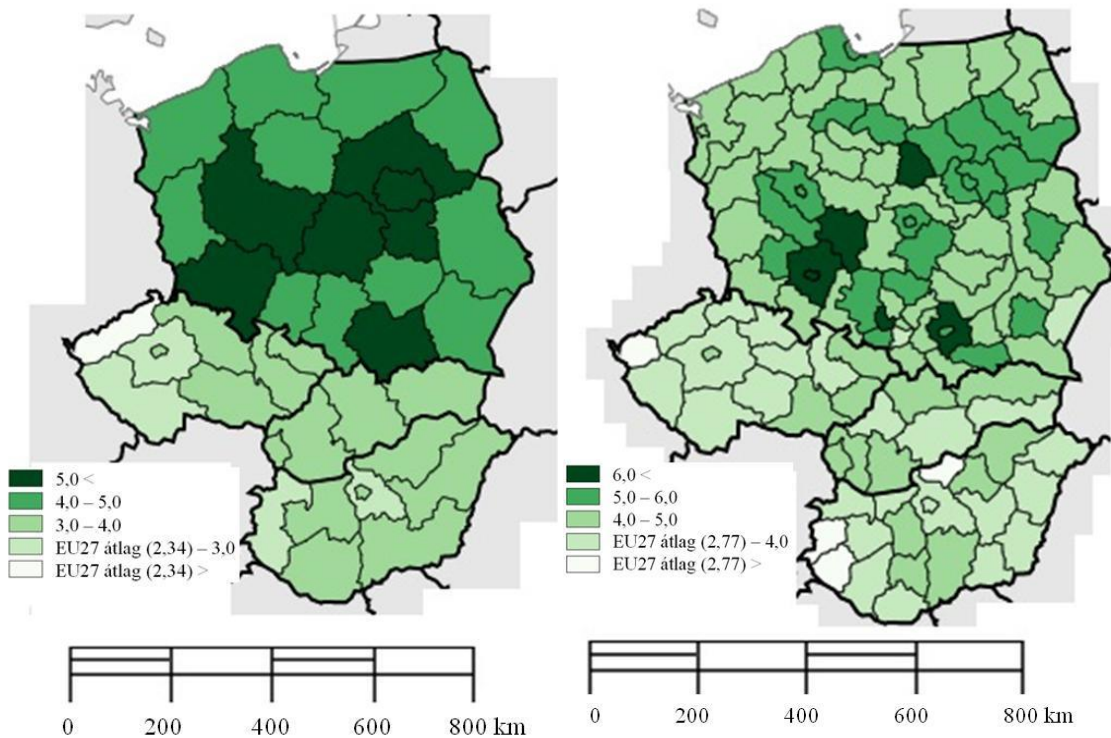 5,0 <
4,0 – 5,0
3,0 – 4,0
EU27 átlag (2,34) – 3,0
EU27 átlag (2,34) >
0 200 400 600 800 km
6,0 <
5,0 – 6,0
4,0 – 5,0
EU27 átlag (2,77) – 4,0
EU27 átlag (2,77) >
0 200 400 600 800 km